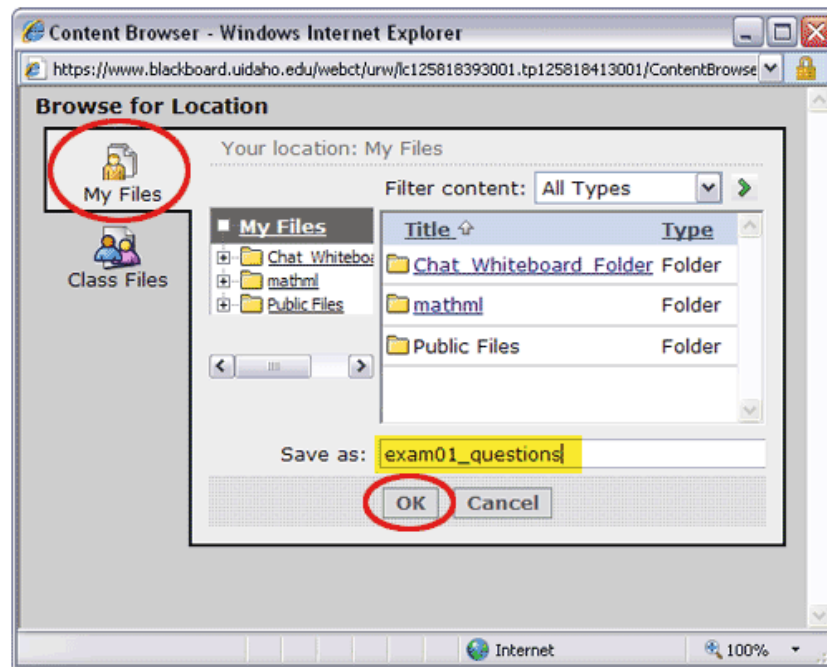 Content Browser - Windows Internet Explorer
https://www.blackboard.uidaho.edu/webct/urw/lc125818393001.tp125818413001/ContentBrowse
Browse for Location
My Files
Class Files
Your location: My Files
Filter content: All Types
My Files
Chat_Whiteboa
mathml
Public Files
Title Type
Chat_Whiteboard_Folder Folder
mathml Folder
Public Files Folder
Save as: exam01_questions
OK Cancel
Internet 100%